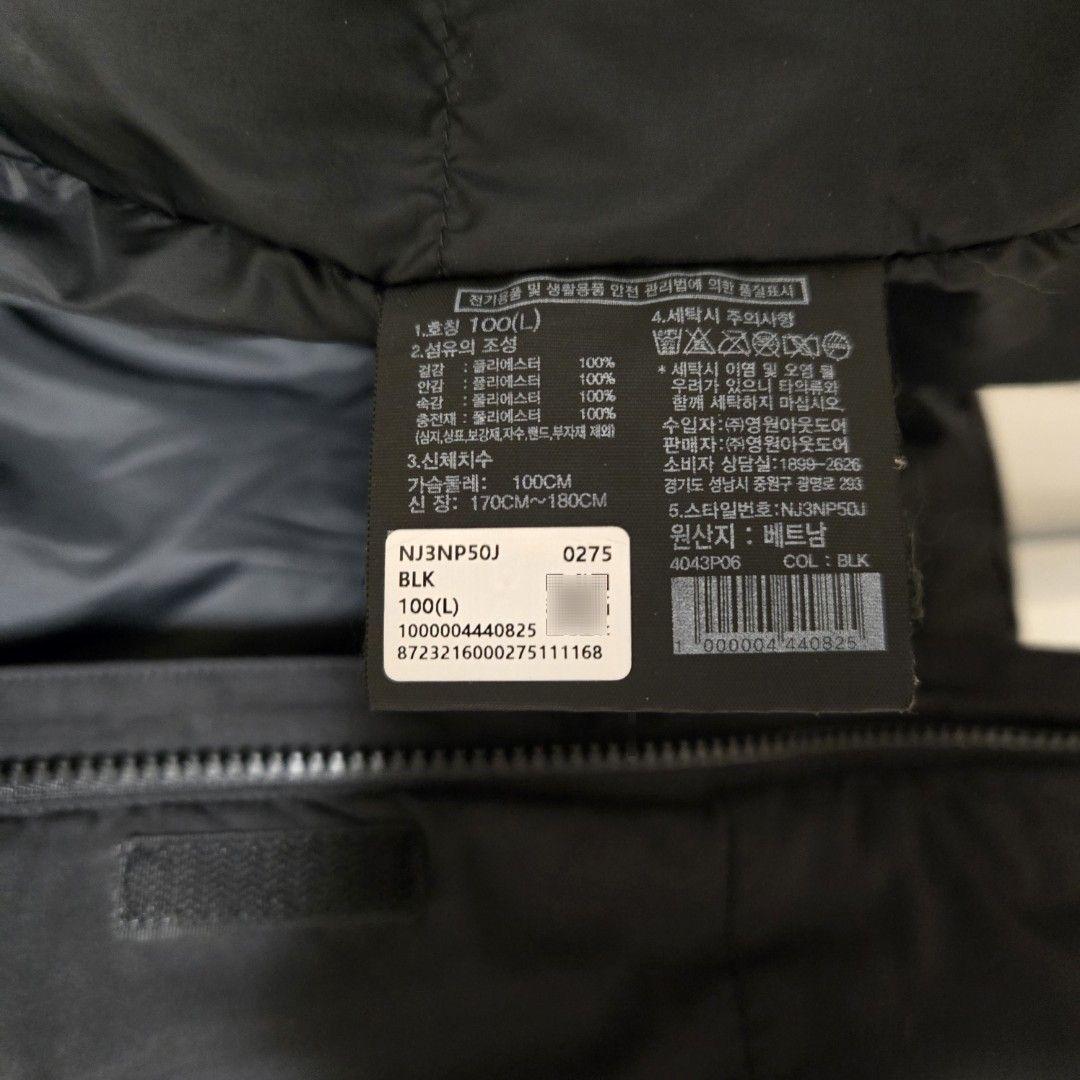 전기용품 및 생활용품 안전 관리법에 의한 품질표시
1.호칭 100(L)
2.섬유의 조성
겉감 : 폴리에스터 100%
안감 : 폴리에스터 100%
속감 : 폴리에스터 100%
충전재 : 폴리에스터 100%
(심지,상표,보강재,자수,밴드,부자재 제외)
3.신체치수
가슴둘레: 100CM
신 장: 170CM~180CM
4.세탁시 주의사항
* 세탁시 이염 및 오염 될
우려가 있으니 타의류와
함께 세탁하지 마십시오.
수입자:(주)영원아웃도어
판매자:(주)영원아웃도어
소비자 상담실:1899-2626
경기도 성남시 중원구 광명로 293
5.스타일번호:NJ3NP50J
원산지 : 베트남
4043P06 COL : BLK
1 000004 440825
NJ3NP50J 0275
BLK
100(L)
1000004440825
8723216000275111168